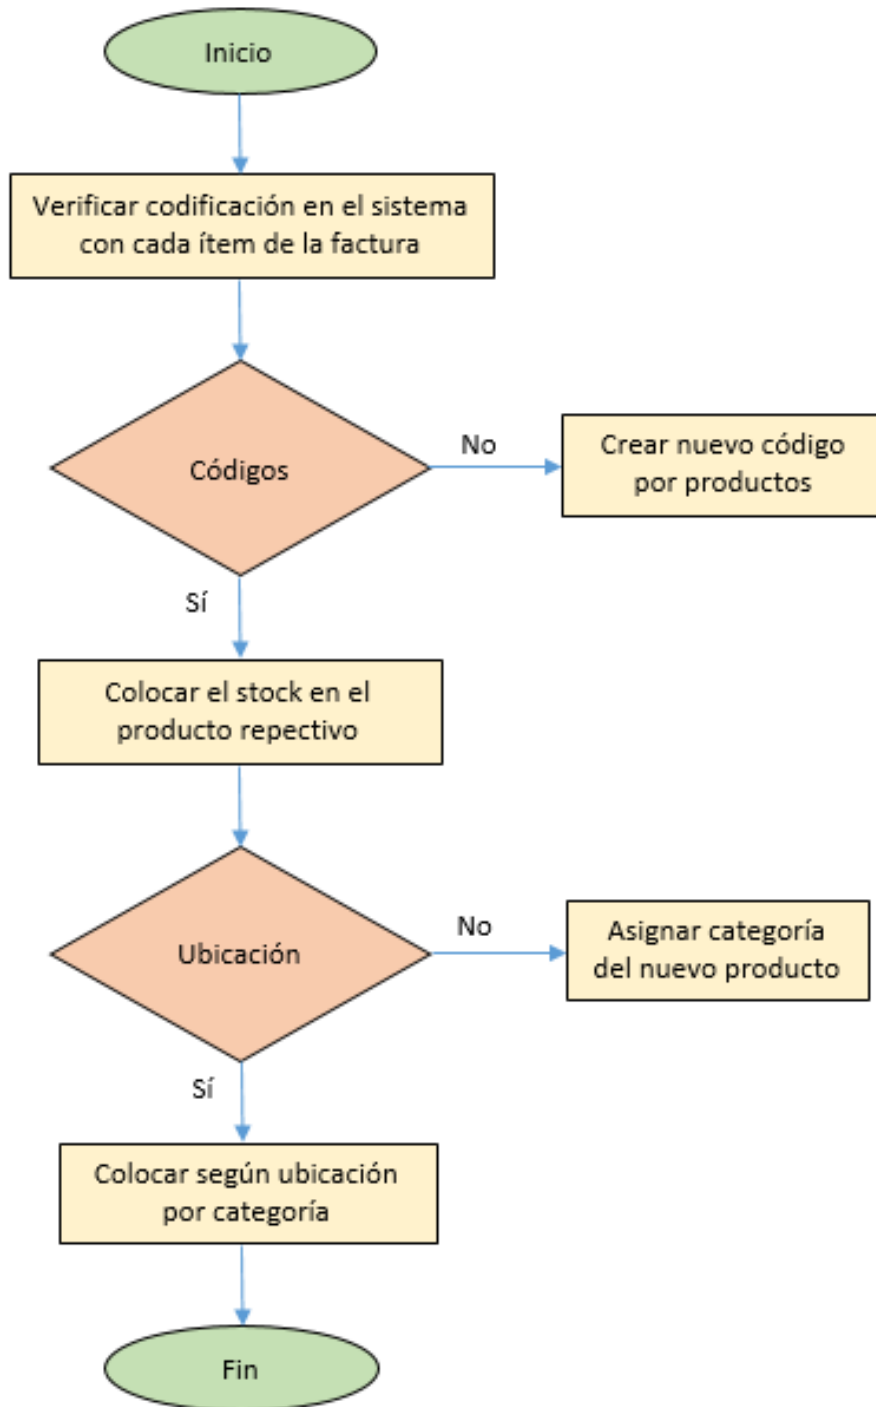 Inicio
Verificar codificación en el sistema
con cada ítem de la factura
Códigos
No
Crear nuevo código
por productos
Sí
Colocar el stock en el
producto repectivo
Ubicación
No
Asignar categoría
del nuevo producto
Sí
Colocar según ubicación
por categoría
Fin